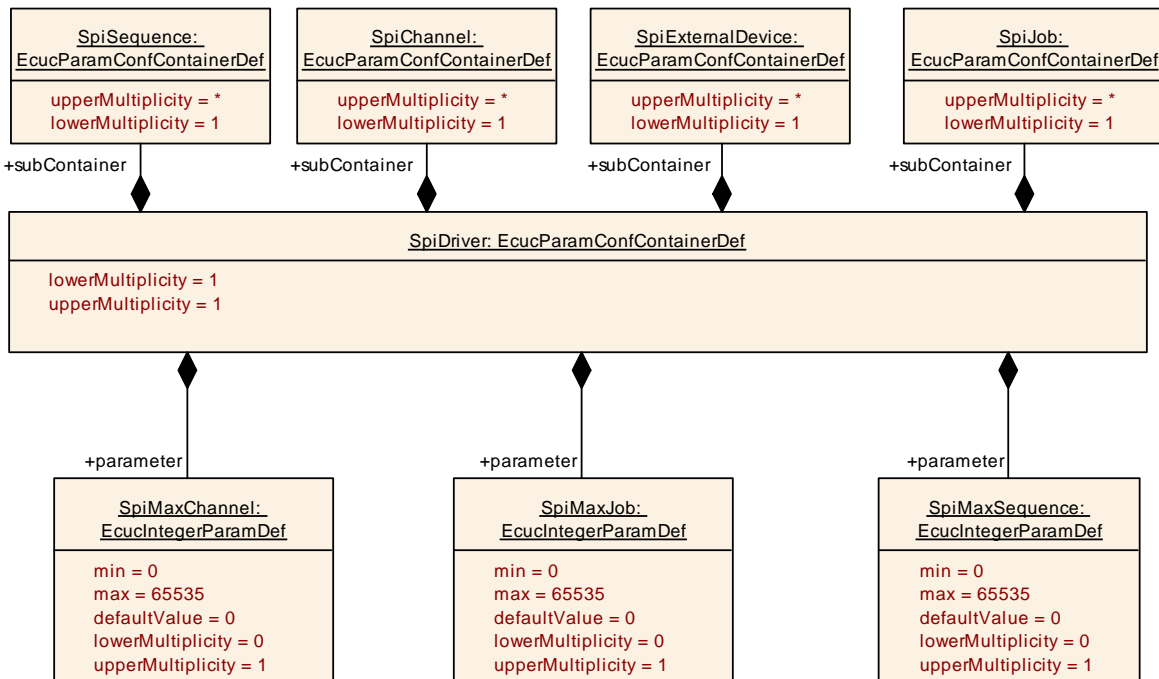 SpiSequence:
EcucParamConfContainerDef
upperMultiplicity = *
lowerMultiplicity = 1
SpiChannel:
EcucParamConfContainerDef
upperMultiplicity = *
lowerMultiplicity = 1
SpiExternalDevice:
EcucParamConfContainerDef
upperMultiplicity = *
lowerMultiplicity = 1
SpiJob:
EcucParamConfContainerDef
upperMultiplicity = *
lowerMultiplicity = 1
+subContainer
+subContainer
+subContainer
+subContainer
SpiDriver: EcucParamConfContainerDef
lowerMultiplicity = 1
upperMultiplicity = 1
+parameter
+parameter
+parameter
SpiMaxChannel:
EcucIntegerParamDef
min = 0
max = 65535
defaultValue = 0
lowerMultiplicity = 0
upperMultiplicity = 1
SpiMaxJob:
EcucIntegerParamDef
min = 0
max = 65535
defaultValue = 0
lowerMultiplicity = 0
upperMultiplicity = 1
SpiMaxSequence:
EcucIntegerParamDef
min = 0
max = 65535
defaultValue = 0
lowerMultiplicity = 0
upperMultiplicity = 1